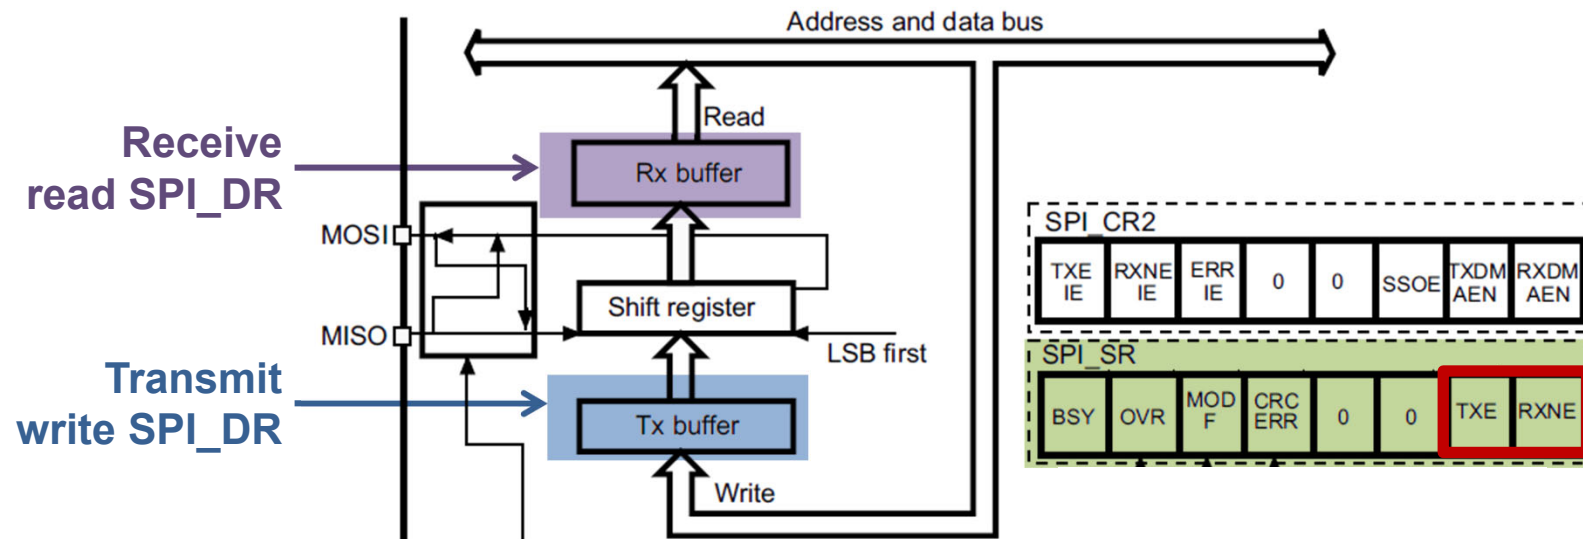 Address and data bus
Read
Receive
read SPI_DR
Rx buffer
MOSI
Shift register
MISO
LSB first
Transmit
write SPI_DR
Tx buffer
Write
SPI_CR2
TXE
IE
RXNE
IE
ERR
IE
0
0
SSOE
TXDM
AEN
RXDM
AEN
SPI_SR
BSY
OVR
MOD
F
CRC
ERR
0
0
TXE
RXNE